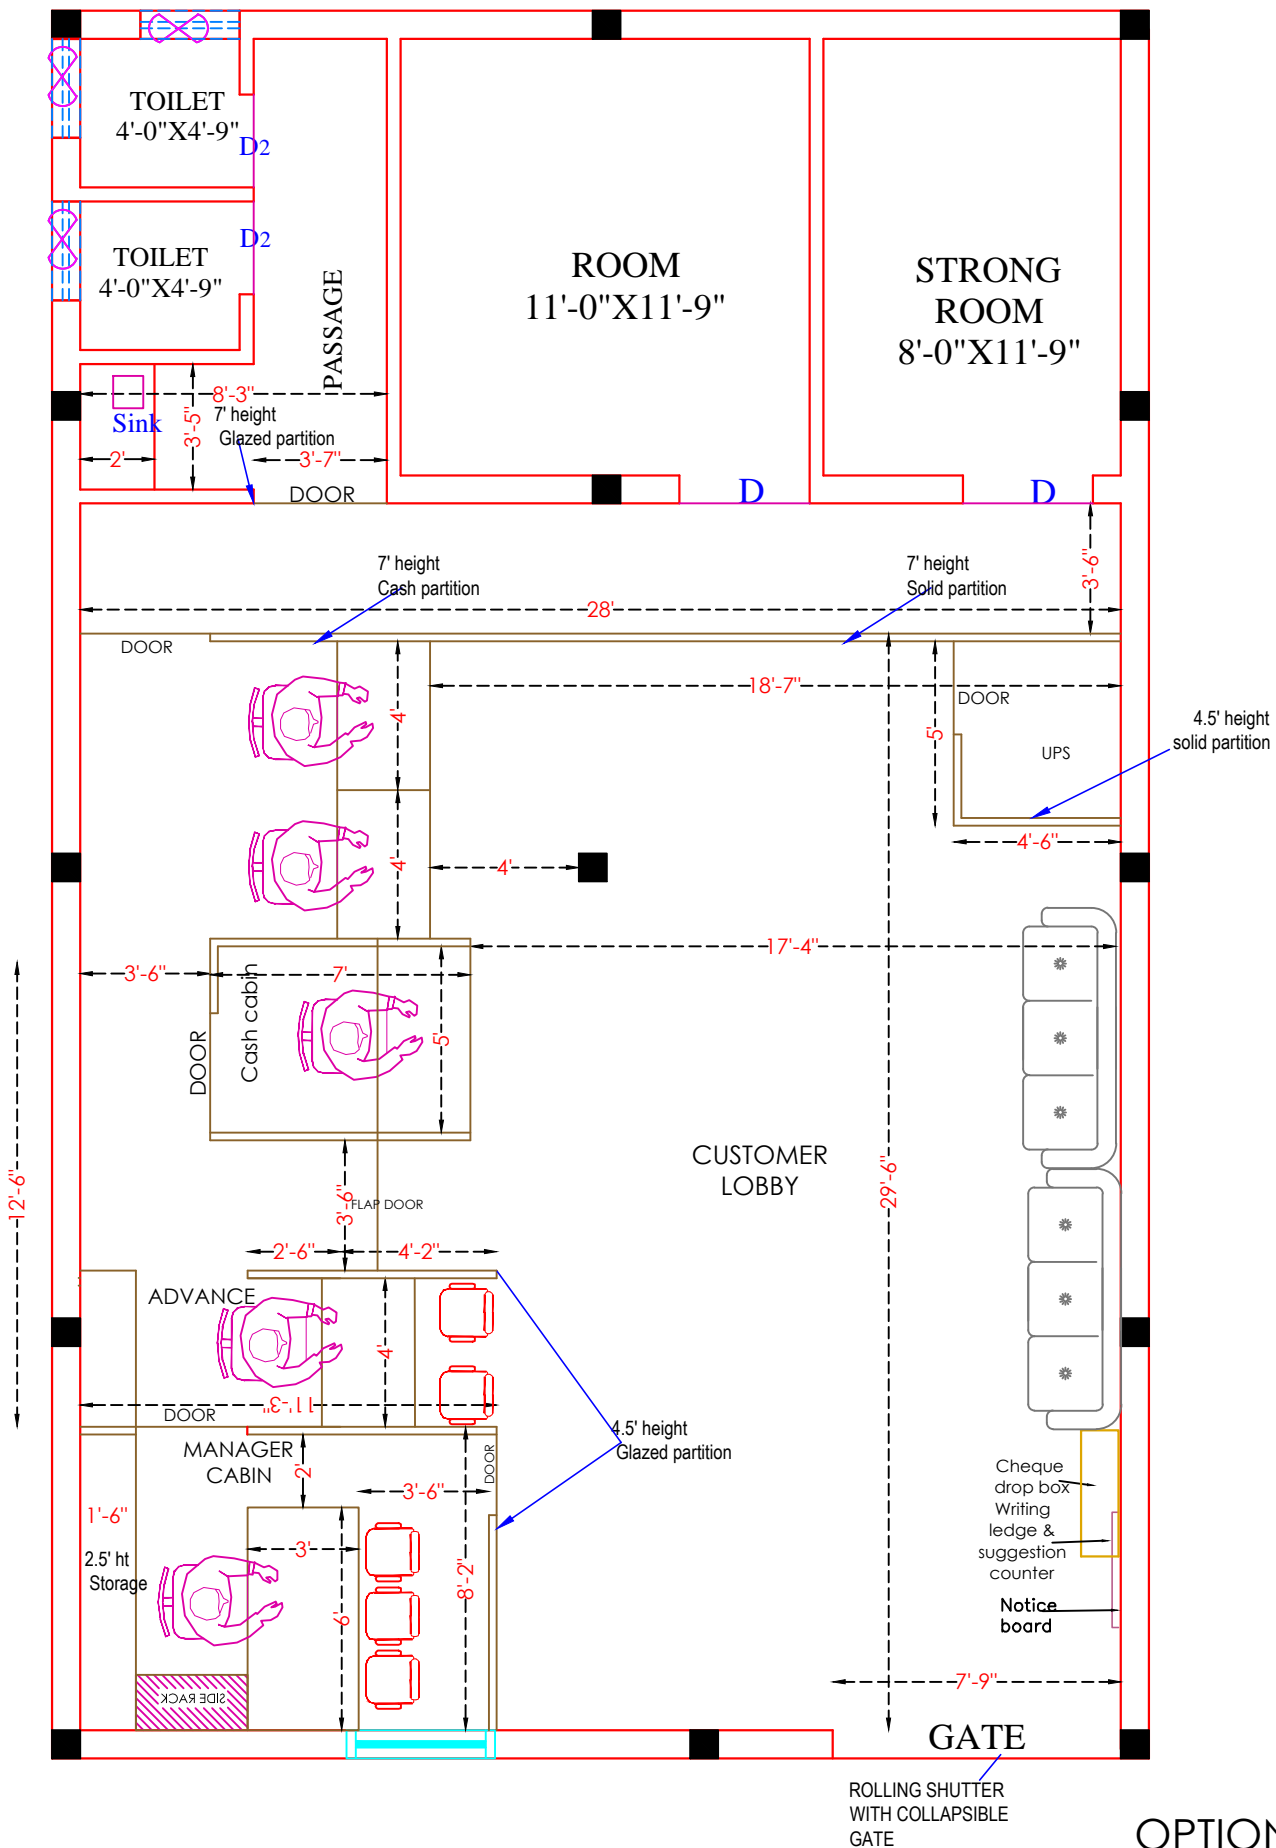 TOILET
4'-0"X4'-9"
D2
TOILET
4'-0"X4'-9"
D2
PASSAGE
ROOM
11'-0"X11'-9"
STRONG
ROOM
8'-0"X11'-9"
8'-3"
Sink
3'-5"
7' height
Glazed partition
2'
3'-7"
DOOR
D
D
3'-6"
7' height
Cash partition
7' height
Solid partition
28'
DOOR
18'-7"
DOOR
4'
5'
UPS
4.5' height
solid partition
4'-6"
4'
4'
17'-4"
3'-6"
7'
Cash cabin
DOOR
5'
12'-6"
CUSTOMER
LOBBY
29'-6"
3'-6"
FLAP DOOR
2'-6"
4'-2"
ADVANCE
4'
11'-3"
DOOR
MANAGER
CABIN
2'
DOOR
4.5' height
Glazed partition
3'-6"
1'-6"
2.5' ht
Storage
3'
6'
8'-2"
SIDE RACK
Cheque
drop box
Writing
ledge &
suggestion
counter
Notice
board
7'-9"
GATE
ROLLING SHUTTER
WITH COLLAPSIBLE
GATE
OPTION